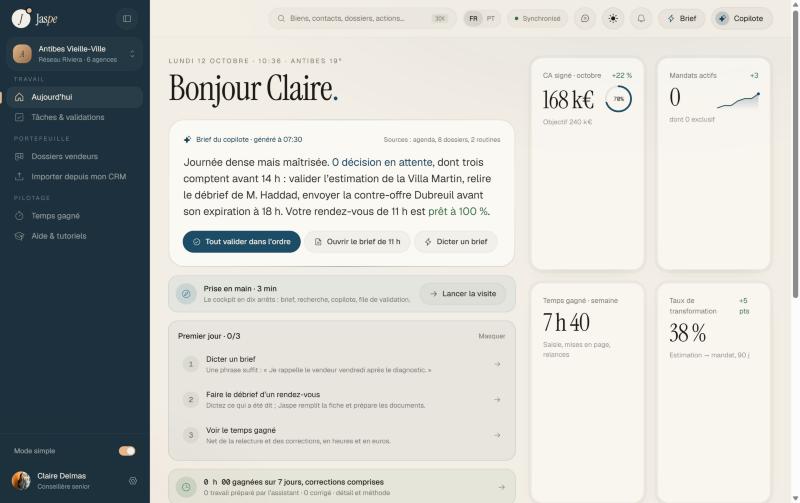 J Jaspe
Antibes Vieille-Ville
Réseau Riviera · 6 agences
TRAVAIL
Aujourd'hui
Tâches & validations
PORTEFEUILLE
Dossiers vendeurs
Importer depuis mon CRM
PILOTAGE
Temps gagné
Aide & tutoriels
Mode simple
Claire Delmas
Conseillère senior
Biens, contacts, dossiers, actions...
FR PT
Synchronisé
Brief
Copilote
LUNDI 12 OCTOBRE · 10:36 · ANTIBES 19°
Bonjour Claire.
Brief du copilote · généré à 07:30
Sources : agenda, 8 dossiers, 2 routines
Journée dense mais maîtrisée. 0 décision en attente, dont trois
comptent avant 14 h : valider l'estimation de la Villa Martin, relire
le débrief de M. Haddad, envoyer la contre-offre Dubreuil avant
son expiration à 18 h. Votre rendez-vous de 11 h est prêt à 100 %.
Tout valider dans l'ordre
Ouvrir le brief de 11 h
Dicter un brief
Prise en main · 3 min
Le cockpit en dix arrêts : brief, recherche, copilote, file de validation.
Lancer la visite
Premier jour · 0/3
Masquer
1 Dicter un brief
Une phrase suffit : « Je rappelle le vendeur vendredi après le diagnostic. »
2 Faire le débrief d'un rendez-vous
Dictez ce qui a été dit ; Jaspe remplit la fiche et prépare les documents.
3 Voir le temps gagné
Net de la relecture et des corrections, en heures et en euros.
0 h 00 gagnées sur 7 jours, corrections comprises
0 travail préparé par l'assistant · 0 corrigé · détail et méthode
CA signé · octobre +22 %
168 k€
70%
Objectif 240 k€
Mandats actifs +3
0
dont 0 exclusif
Temps gagné · semaine
7 h 40
Saisie, mises en page,
relances
Taux de
transformation
+5
pts
38 %
Estimation → mandat, 90 j